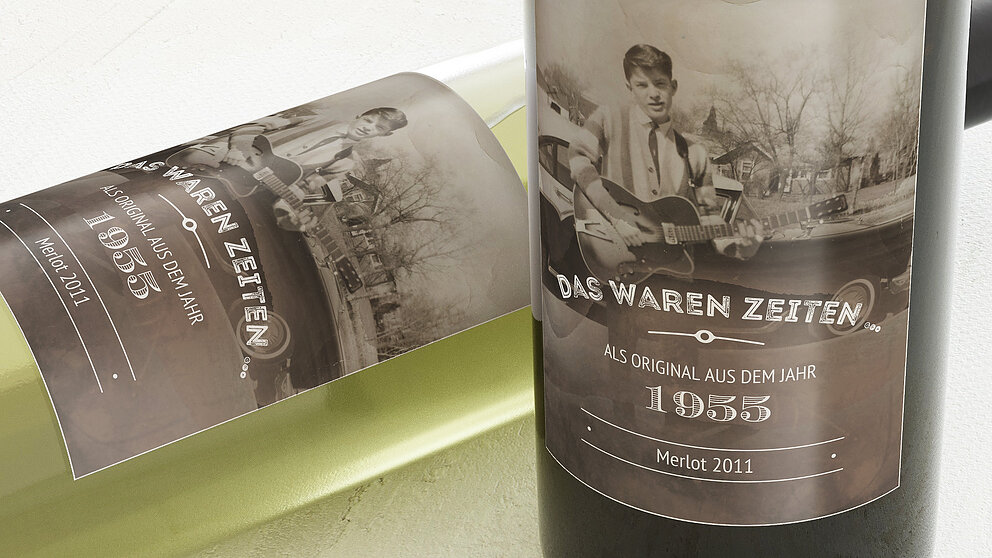 DAS WAREN ZEITEN...
ALS ORIGINAL AUS DEM JAHR
1955
Merlot 2011
DAS WAREN ZEITEN...
ALS ORIGINAL AUS DEM JAHR
1955
Merlot 2011